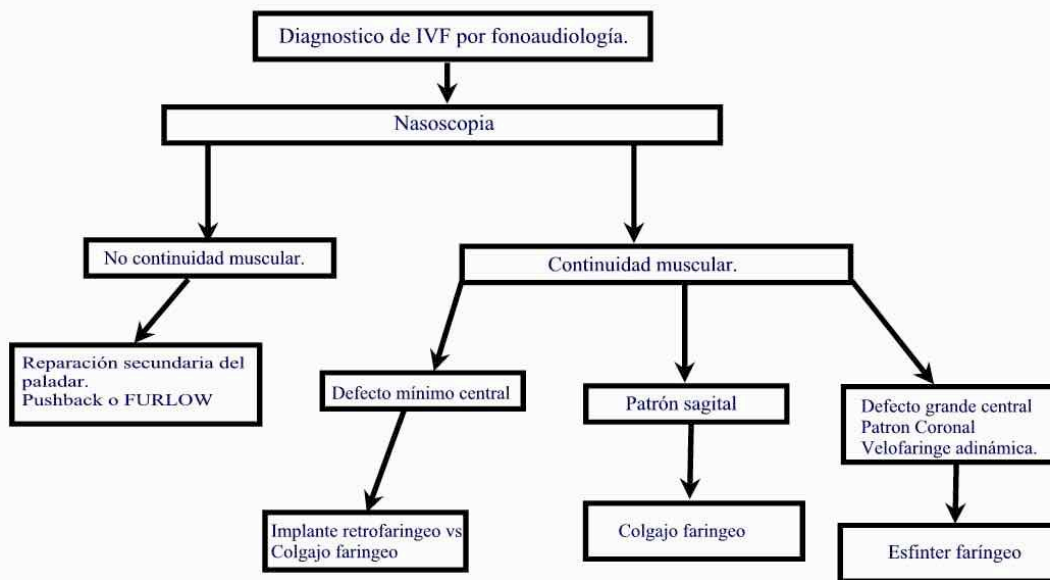 Diagnostico de IVF por fonoaudiología.
Nasoscopia
No continuidad muscular.
Continuidad muscular.
Reparación secundaria del
paladar.
Pushback o FURLOW
Defecto mínimo central
Patrón sagital
Defecto grande central
Patron Coronal
Velofaringe adinámica.
Implante retrofaringeo vs
Colgajo faringeo
Colgajo faringeo
Esfinter faríngeo